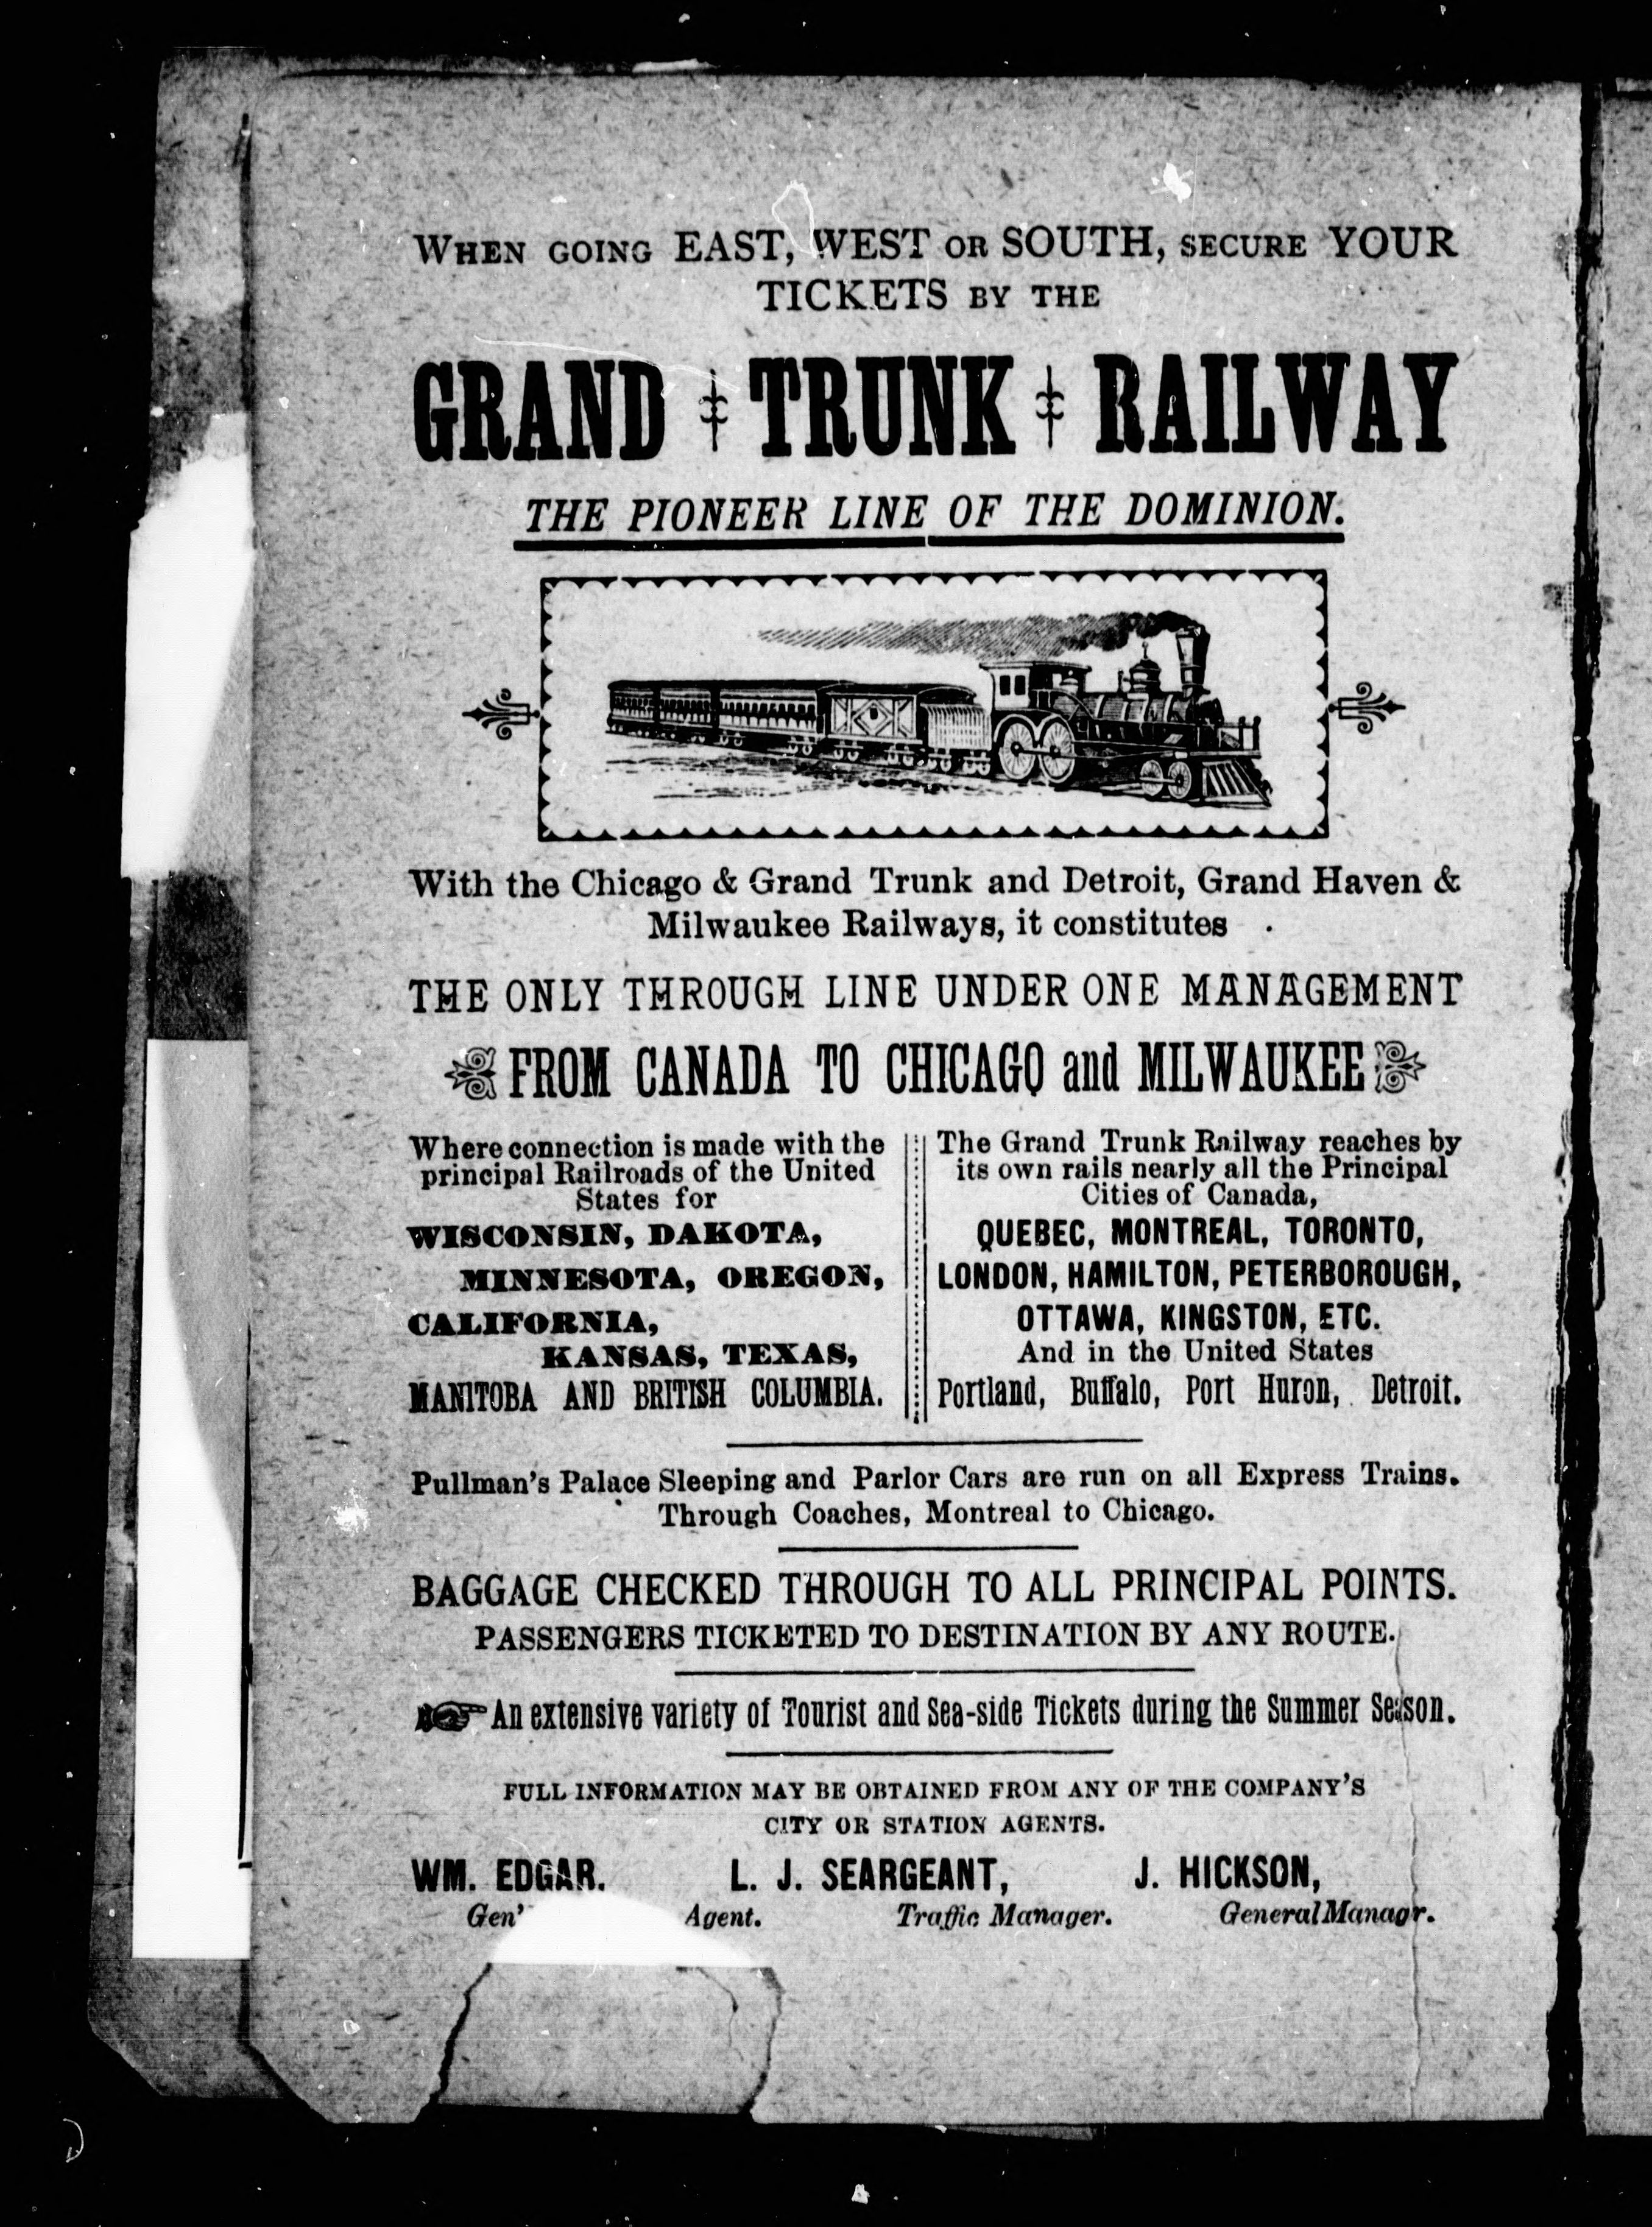 WHEN GOING EAST, WEST OR SOUTH, SECURE YOUR
TICKETS BY THE
GRAND TRUNK RAILWAY
THE PIONEER LINE OF THE DOMINION.
With the Chicago & Grand Trunk and Detroit, Grand Haven &
Milwaukee Railways, it constitutes
THE ONLY THROUGH LINE UNDER ONE MANAGEMENT
FROM CANADA TO CHICAGO and MILWAUKEE
Where connection is made with the
principal Railroads of the United
States for
WISCONSIN, DAKOTA,
MINNESOTA, OREGON,
CALIFORNIA,
KANSAS, TEXAS,
MANITOBA AND BRITISH COLUMBIA.
The Grand Trunk Railway reaches by
its own rails nearly all the Principal
Cities of Canada,
QUEBEC, MONTREAL, TORONTO,
LONDON, HAMILTON, PETERBOROUGH,
OTTAWA, KINGSTON, ETC.
And in the United States
Portland, Buffalo, Port Huron, Detroit.
Pullman's Palace Sleeping and Parlor Cars are run on all Express Trains.
Through Coaches, Montreal to Chicago.
BAGGAGE CHECKED THROUGH TO ALL PRINCIPAL POINTS.
PASSENGERS TICKETED TO DESTINATION BY ANY ROUTE.
An extensive variety of Tourist and Sea-side Tickets during the Summer Season.
FULL INFORMATION MAY BE OBTAINED FROM ANY OF THE COMPANY'S
CITY OR STATION AGENTS.
WM. EDGAR. L. J. SEARGEANT, J. HICKSON,
Gen' Agent. Traffic Manager. General Managr.